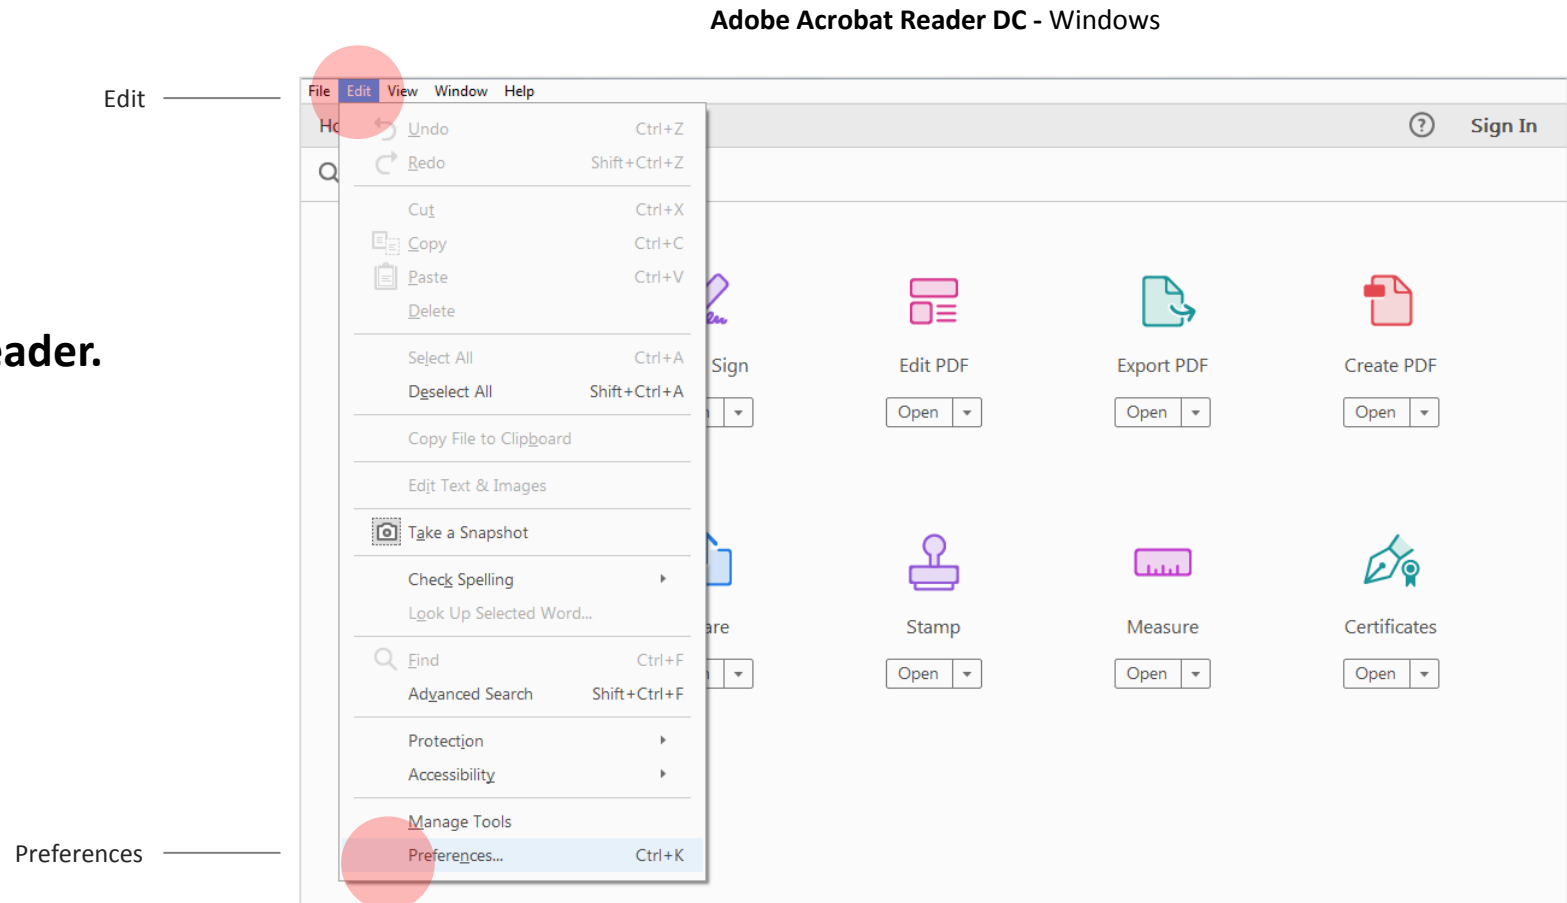 Adobe Acrobat Reader DC - Windows
Edit
File Edit View Window Help
Sign In
Undo Ctrl+Z
Redo Shift+Ctrl+Z
Cut Ctrl+X
Copy Ctrl+C
Paste Ctrl+V
Delete
Select All Ctrl+A
Deselect All Shift+Ctrl+A
Copy File to Clipboard
Edit Text & Images
Take a Snapshot
Check Spelling
Look Up Selected Word...
Find Ctrl+F
Advanced Search Shift+Ctrl+F
Protection
Accessibility
Manage Tools
Preferences... Ctrl+K
Sign Edit PDF Export PDF Create PDF
Open Open Open
Stamp Measure Certificates
Open Open Open
Preferences